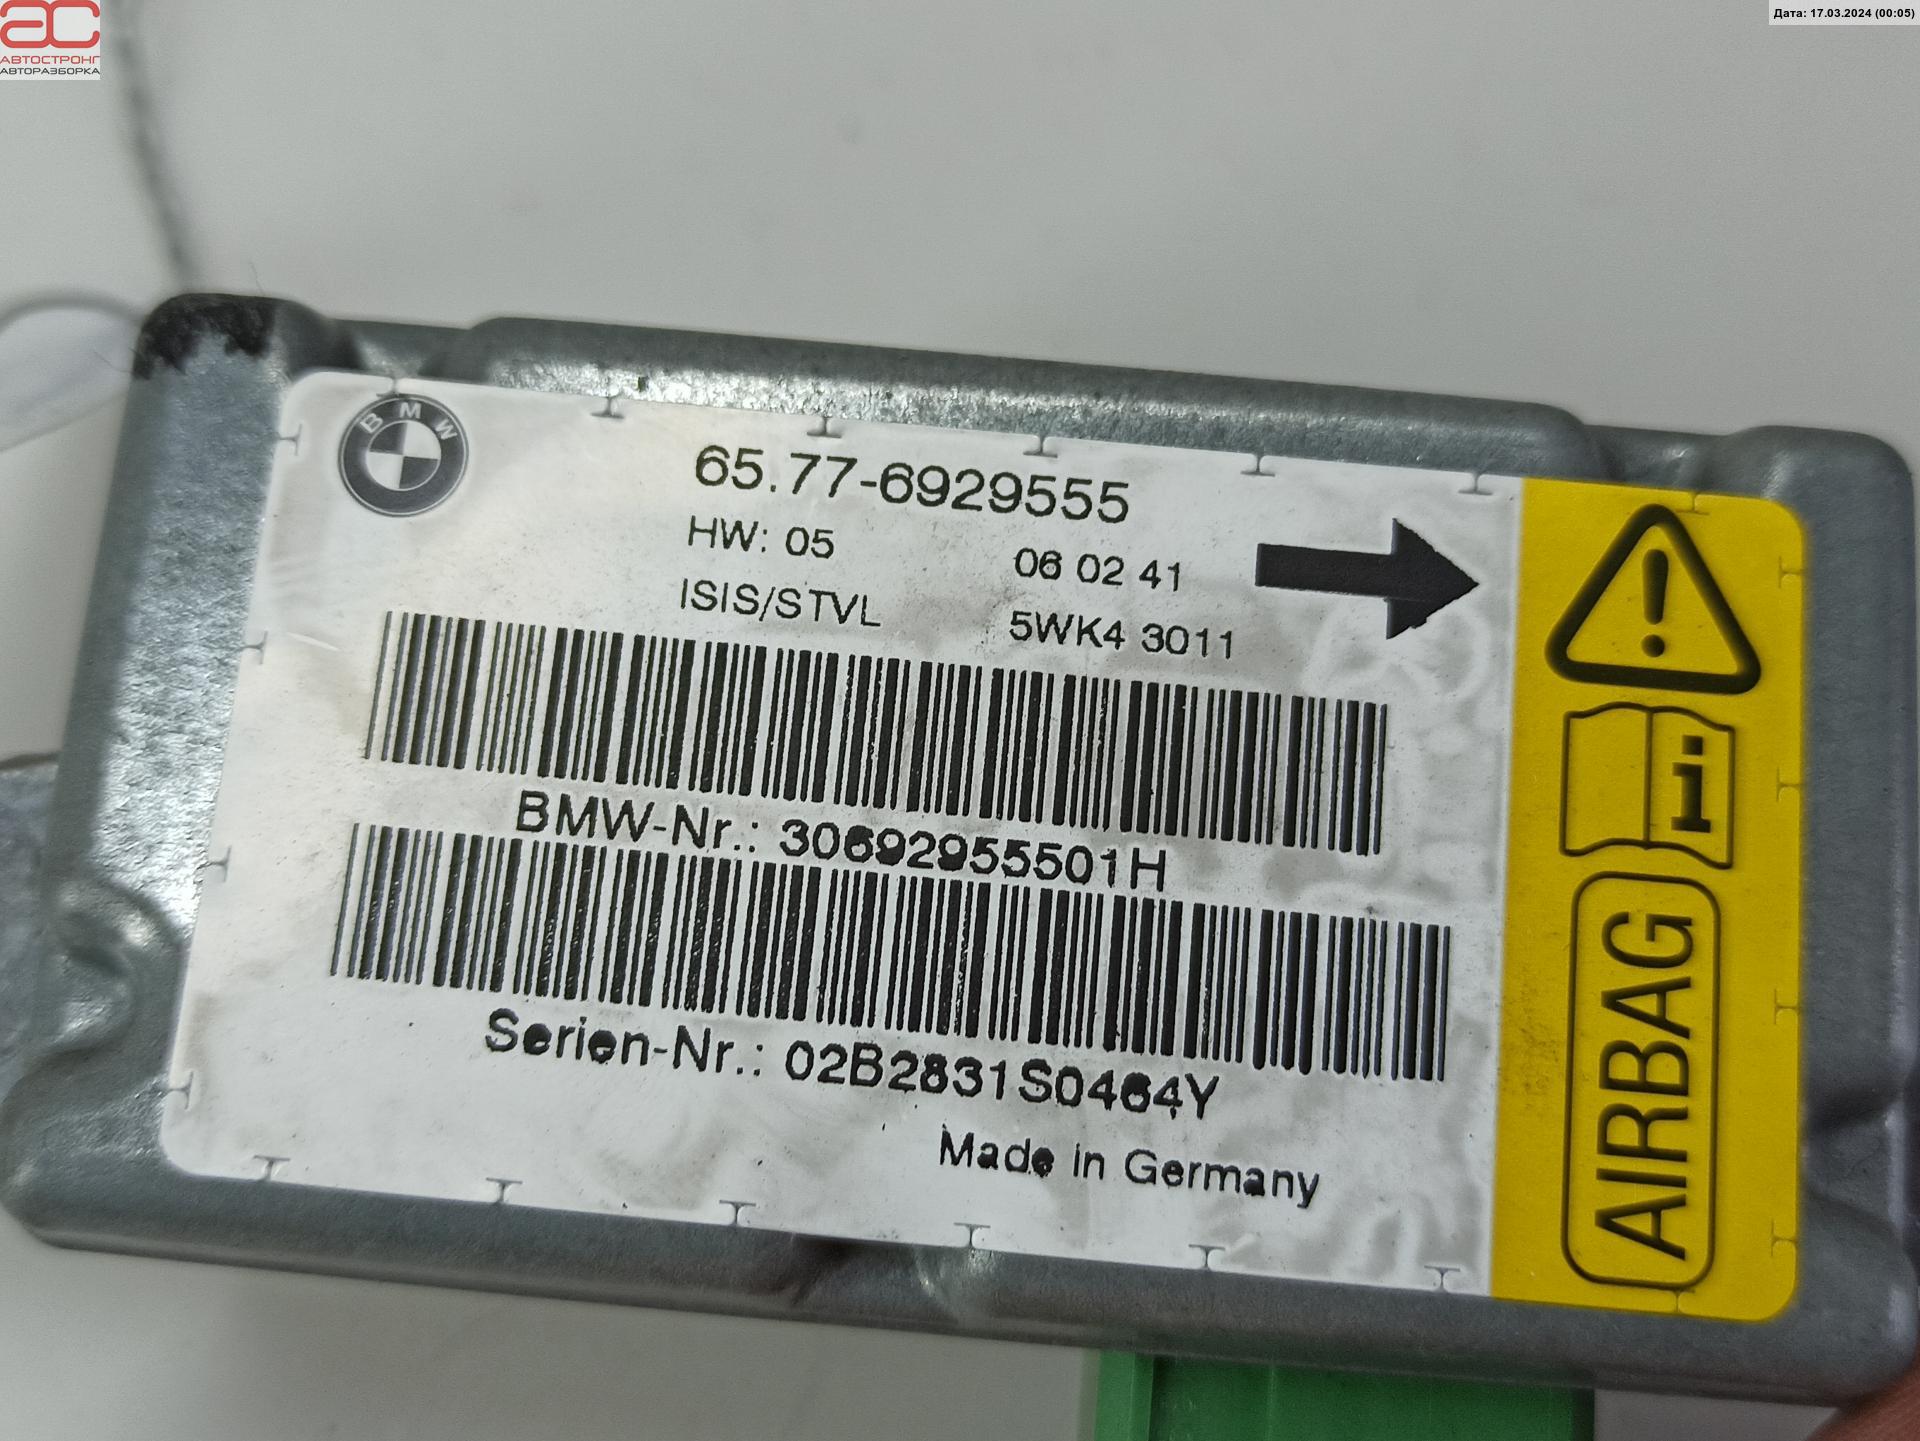 АС
АВТОСТРОНГ
АВТОРАЗБОРКА
Дата: 17.03.2024 (00:05)
BMW
65.77-6929555
HW: 05 06 02 41
ISIS/STVL 5WK4 3011
BMW-Nr.: 30692955501H
Serien-Nr.: 02B2831S0464Y
Made in Germany
i
AIRBAG